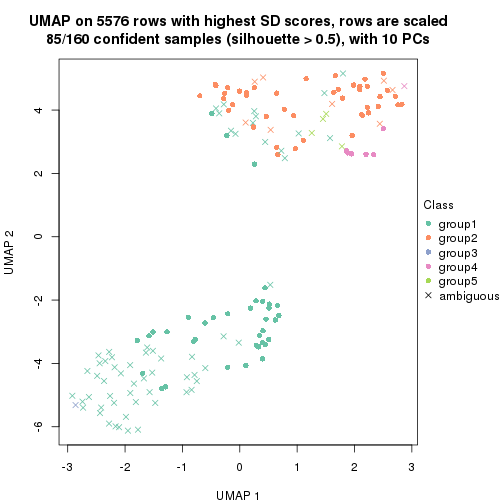 UMAP on 5576 rows with highest SD scores, rows are scaled
85/160 confident samples (silhouette > 0.5), with 10 PCs
UMAP 2
4
2
0
-2
-4
-6
-3
-2
-1
0
1
2
3
UMAP 1
Class
group1
group2
group3
group4
group5
ambiguous